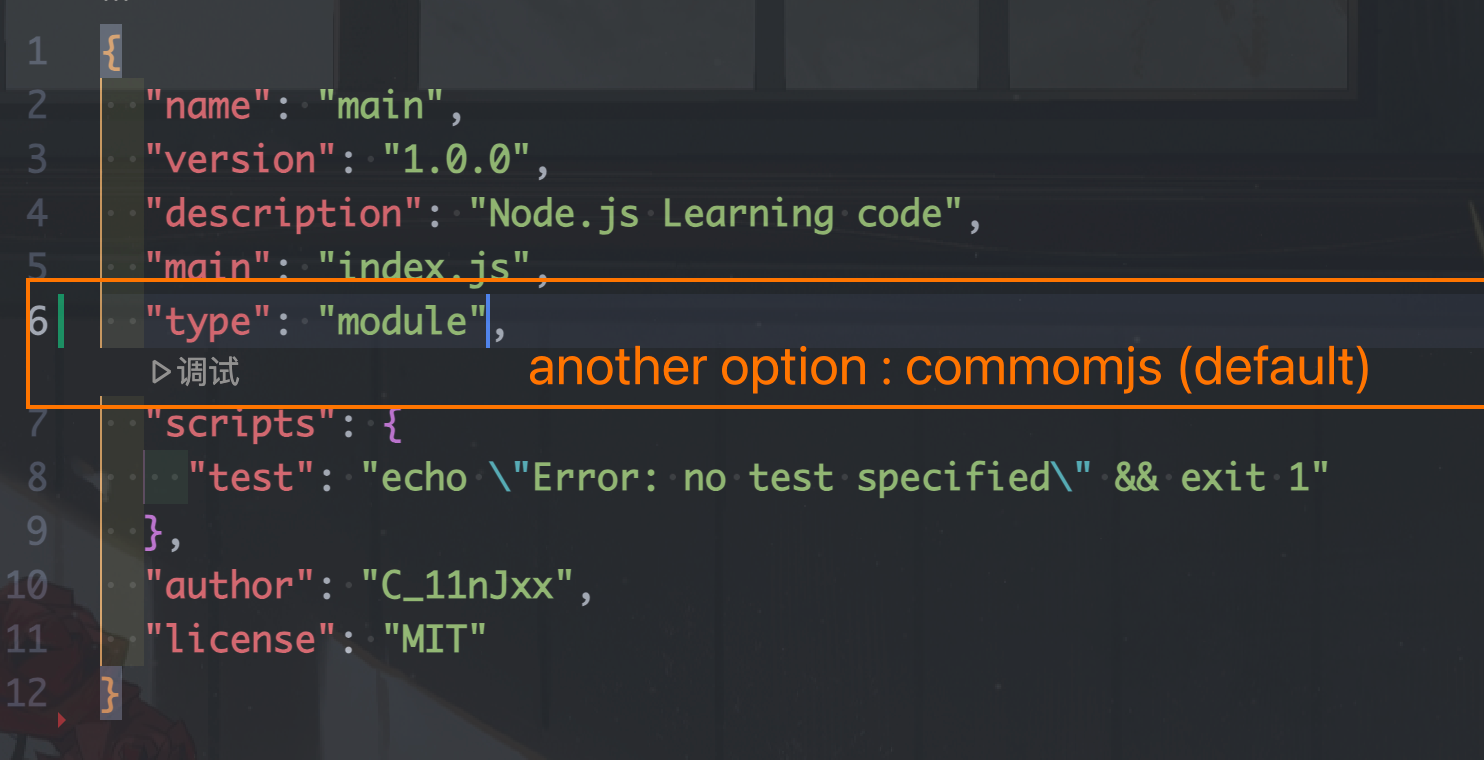 1 {
2 "name": "main",
3 "version": "1.0.0",
4 "description": "Node.js Learning code",
5 "main": "index.js",
6 "type": "module",
▷调试
another option : commomjs (default)
7 "scripts": {
8 "test": "echo \"Error: no test specified\" && exit 1"
9 },
10 "author": "C_11nJxx",
11 "license": "MIT"
12 }